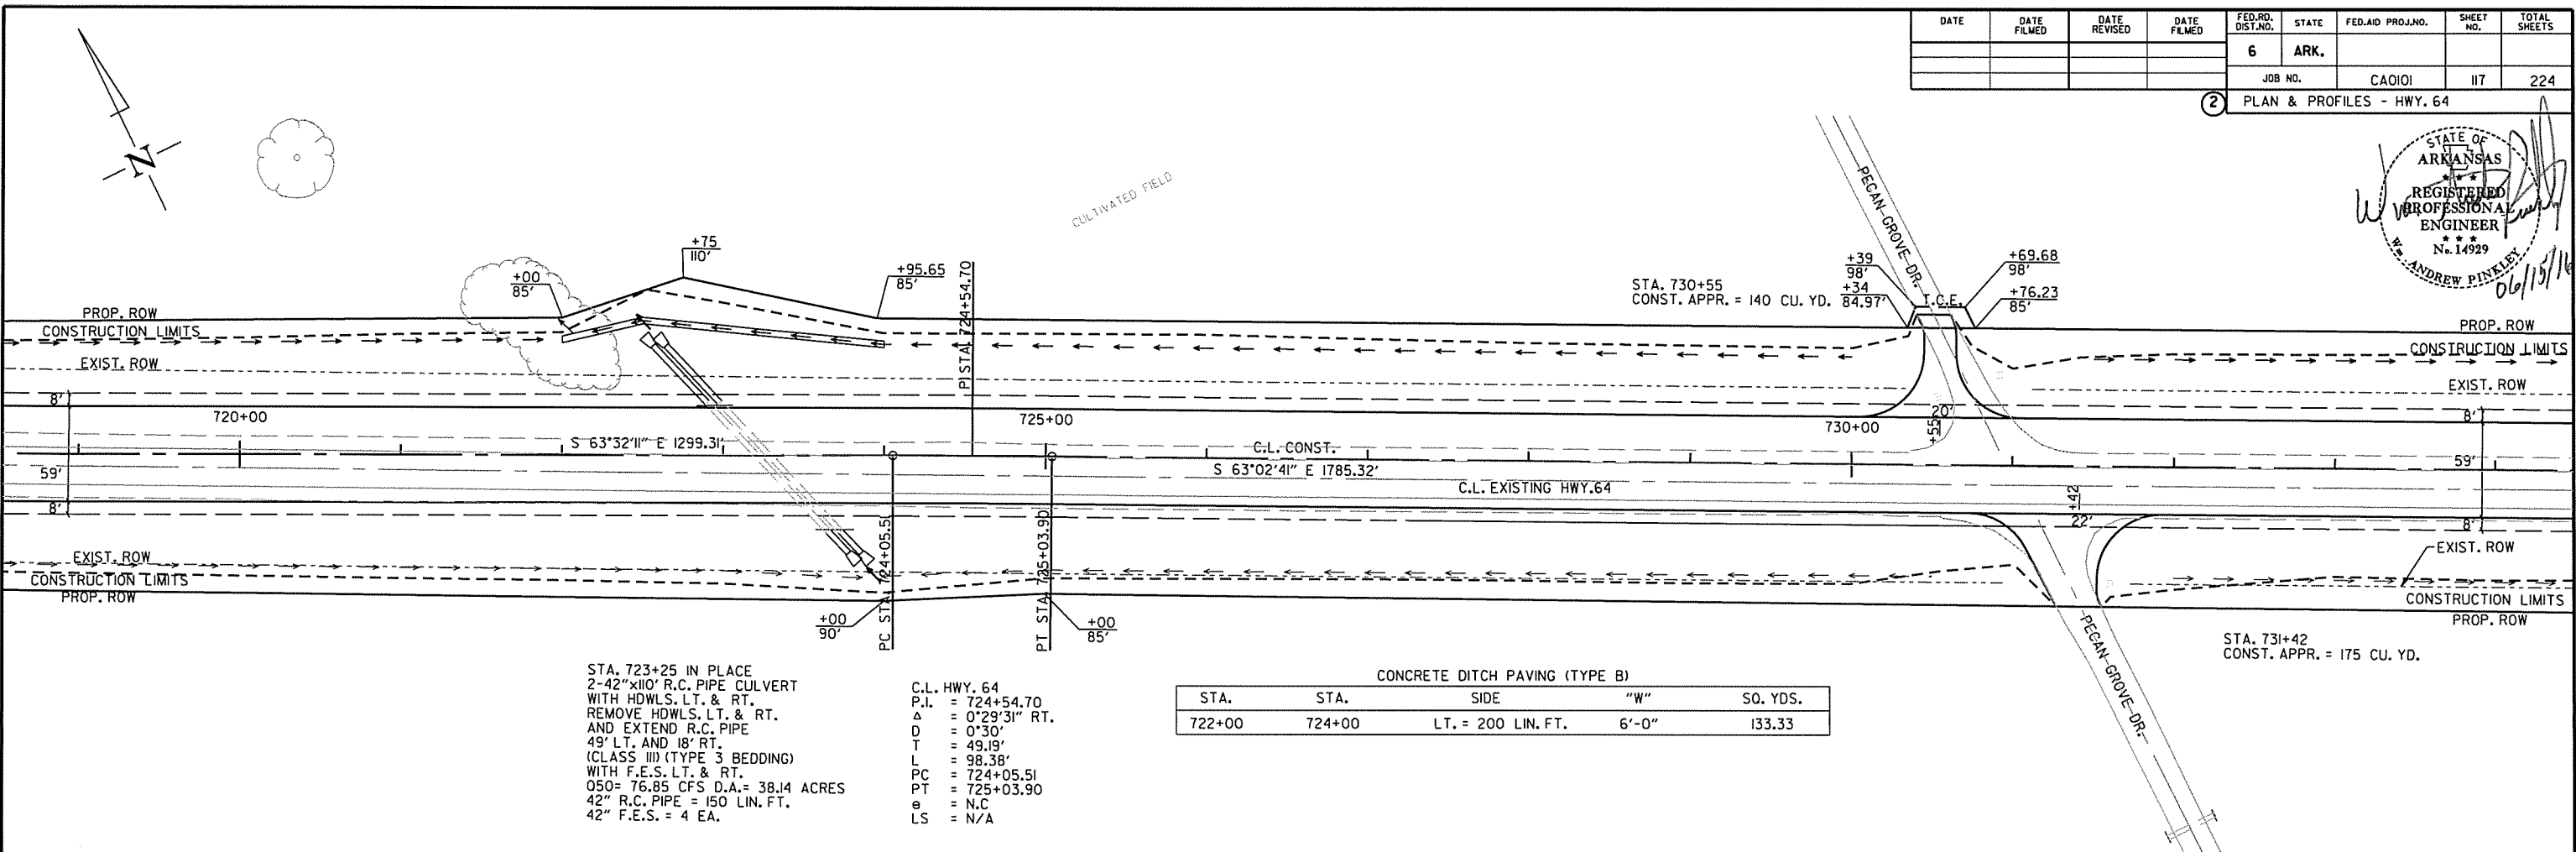 DATE
DATE FILMED
DATE REVISED
DATE FILMED
FED.RD. DIST.NO.
STATE
FED.AID PROJ.NO.
SHEET NO.
TOTAL SHEETS
6
ARK.
JOB NO.
CA0101
117
224
2
PLAN & PROFILES - HWY. 64
STATE OF
ARKANSAS
REGISTERED
PROFESSIONAL
ENGINEER
No. 14929
Wm. ANDREW PINKLEY
N
CULTIVATED FIELD
PECAN GROVE DR.
+75
110'
+00
85'
+95.65
85'
PI STA. 724+54.70
STA. 730+55
CONST. APPR. = 140 CU. YD.
+39
98'
+34
84.97'
T.C.E.
+69.68
98'
+76.23
85'
PROP. ROW
CONSTRUCTION LIMITS
EXIST. ROW
PROP. ROW
CONSTRUCTION LIMITS
EXIST. ROW
8'
720+00
725+00
730+00
+55
20'
8'
S 63°32'11" E 1299.31'
C.L. CONST.
S 63°02'41" E 1785.32'
59'
59'
C.L. EXISTING HWY.64
8'
+42
22'
8'
EXIST. ROW
CONSTRUCTION LIMITS
PROP. ROW
PC STA. 724+05.51
PT STA. 725+03.90
EXIST. ROW
CONSTRUCTION LIMITS
PROP. ROW
+00
90'
+00
85'
PECAN GROVE DR.
STA. 731+42
CONST. APPR. = 175 CU. YD.
STA. 723+25 IN PLACE
2-42"x110' R.C. PIPE CULVERT
WITH HDWLS. LT. & RT.
REMOVE HDWLS. LT. & RT.
AND EXTEND R.C. PIPE
49' LT. AND 18' RT.
(CLASS III) (TYPE 3 BEDDING)
WITH F.E.S. LT. & RT.
Q50= 76.85 CFS D.A.= 38.14 ACRES
42" R.C. PIPE = 150 LIN. FT.
42" F.E.S. = 4 EA.
C.L. HWY. 64
P.I. = 724+54.70
Δ = 0°29'31" RT.
D = 0°30'
T = 49.19'
L = 98.38'
PC = 724+05.51
PT = 725+03.90
e = N.C
LS = N/A
CONCRETE DITCH PAVING (TYPE B)
STA. STA. SIDE "W" SQ. YDS.
722+00 724+00 LT. = 200 LIN. FT. 6'-0" 133.33